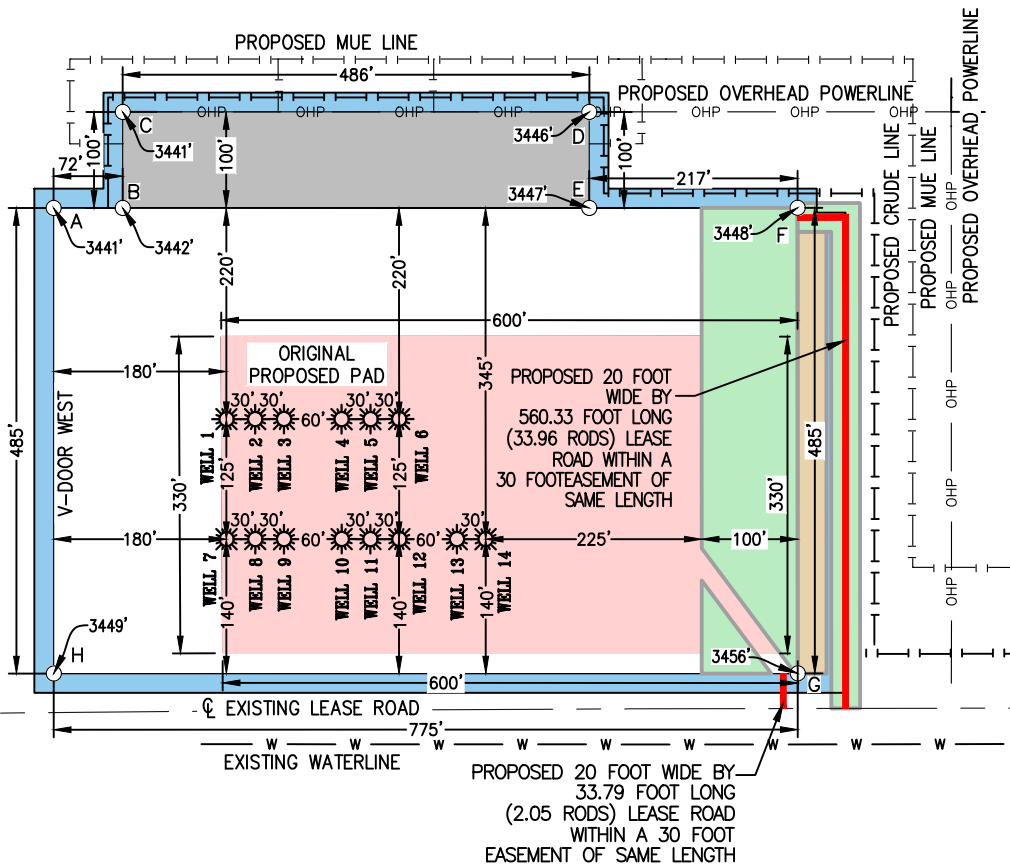 PROPOSED MUE LINE
486'
PROPOSED OVERHEAD POWERLINE
OHP
OHP
OHP
OHP
OHP
OHP
OHP
OHP
C
3441'
100'
100'
72'
B
A
3441'
3442'
3446'
D
100'
217'
3447'
E
3448'
F
PROPOSED CRUDE LINE
PROPOSED MUE LINE
PROPOSED OVERHEAD POWERLINE
OHP
OHP
OHP
OHP
OHP
220'
220'
600'
ORIGINAL
PROPOSED PAD
180'
345'
30'
30'
60'
30'
30'
WELL 1
WELL 2
WELL 3
WELL 4
WELL 5
WELL 6
PROPOSED 20 FOOT
WIDE BY
560.33 FOOT LONG
(33.96 RODS) LEASE
ROAD WITHIN A
30 FOOTEASEMENT OF
SAME LENGTH
485'
V-DOOR WEST
330'
125'
125'
330'
485'
180'
30'
30'
60'
30'
30'
60'
30'
225'
100'
WELL 7
WELL 8
WELL 9
WELL 10
WELL 11
WELL 12
WELL 13
WELL 14
140'
140'
140'
3449'
H
3456'
G
600'
℄ EXISTING LEASE ROAD
775'
W W W W W W W W W
EXISTING WATERLINE
PROPOSED 20 FOOT WIDE BY
33.79 FOOT LONG
(2.05 RODS) LEASE ROAD
WITHIN A 30 FOOT
EASEMENT OF SAME LENGTH